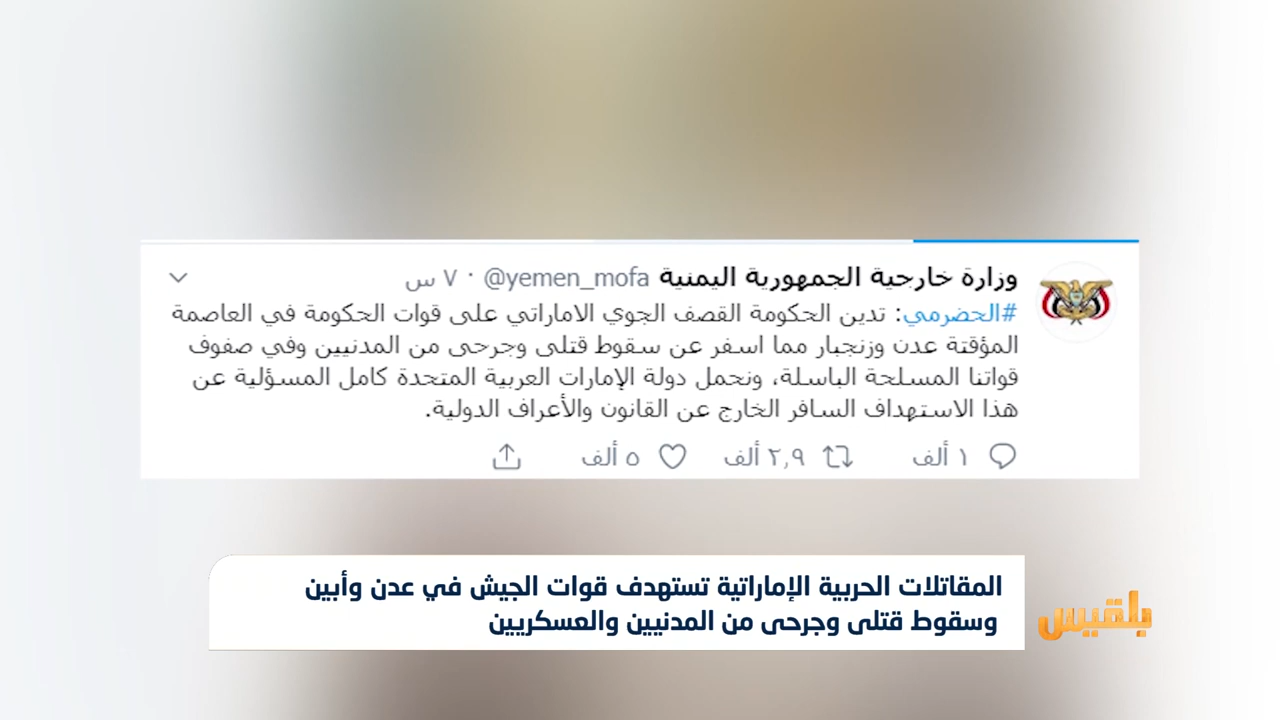 وزارة خارجية الجمهورية اليمنية @yemen_mofa · ٧ س
#الحضرمي: تدين الحكومة القصف الجوي الاماراتي على قوات الحكومة في العاصمة
المؤقتة عدن وزنجبار مما اسفر عن سقوط قتلى وجرحى من المدنيين وفي صفوف
قواتنا المسلحة الباسلة، ونحمل دولة الإمارات العربية المتحدة كامل المسؤلية عن
هذا الاستهداف السافر الخارج عن القانون والأعراف الدولية.
١ ألف ٢,٩ ألف ٥ ألف
المقاتلات الحربية الإماراتية تستهدف قوات الجيش في عدن وأبين
وسقوط قتلى وجرحى من المدنيين والعسكريين
بلقيس